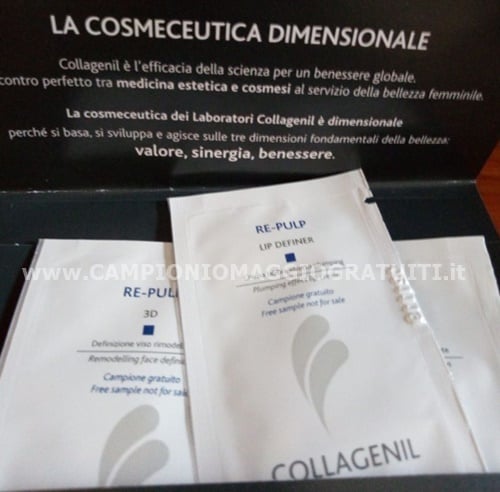 LA COSMECEUTICA DIMENSIONALE
Collagenil è l'efficacia della scienza per un benessere globale.
contro perfetto tra medicina estetica e cosmesi al servizio della bellezza femminile.
La cosmeceutica dei Laboratori Collagenil è dimensionale
perché si basa, si sviluppa e agisce sulle tre dimensioni fondamentali della bellezza:
valore, sinergia, benessere.
RE-PULP
LIP DEFINER
Plumping effect
Campione gratuito
Free sample not for sale
COLLAGENIL
www.CAMPIONIOMAGGIOGRATUITI.it
RE-PULP
3D
Definizione viso
Remodelling face
Campione gratuito
Free sample not for sale